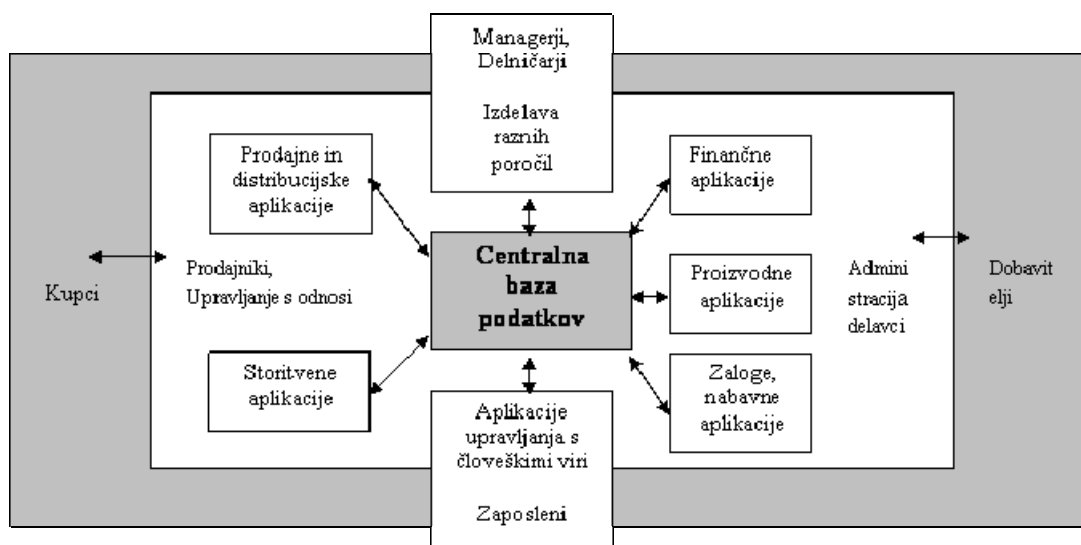 Managerji,
Delničarji
Izdelava
raznih
poročil
Prodajne in
distribucijske
aplikacije
Finančne
aplikacije
Centralna
baza
podatkov
Kupci
Prodajniki,
Upravljanje s odnosi
Proizvodne
aplikacije
Admini
stracija
delavci
Dobavit
elji
Storitvene
aplikacije
Zaloge,
nabavne
aplikacije
Aplikacije
upravljanja s
človeškimi viri
Zaposleni